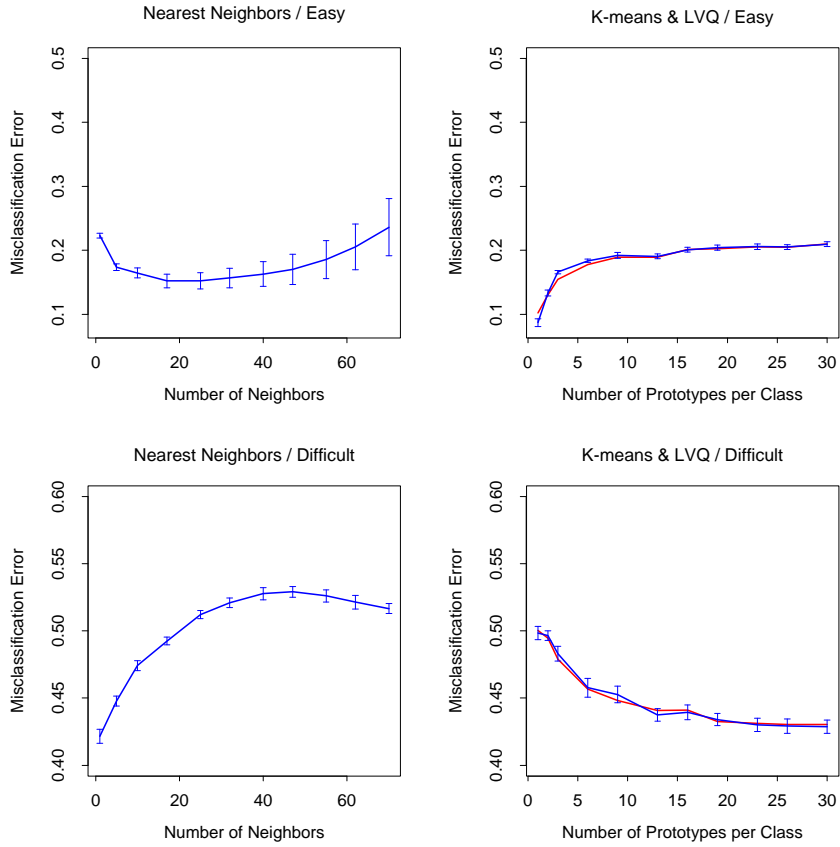 Nearest Neighbors / Easy
Misclassification Error
0.5
0.4
0.3
0.2
0.1
0 20 40 60
Number of Neighbors
K-means & LVQ / Easy
Misclassification Error
0.5
0.4
0.3
0.2
0.1
0 5 10 15 20 25 30
Number of Prototypes per Class
Nearest Neighbors / Difficult
Misclassification Error
0.60
0.55
0.50
0.45
0.40
0 20 40 60
Number of Neighbors
K-means & LVQ / Difficult
Misclassification Error
0.60
0.55
0.50
0.45
0.40
0 5 10 15 20 25 30
Number of Prototypes per Class